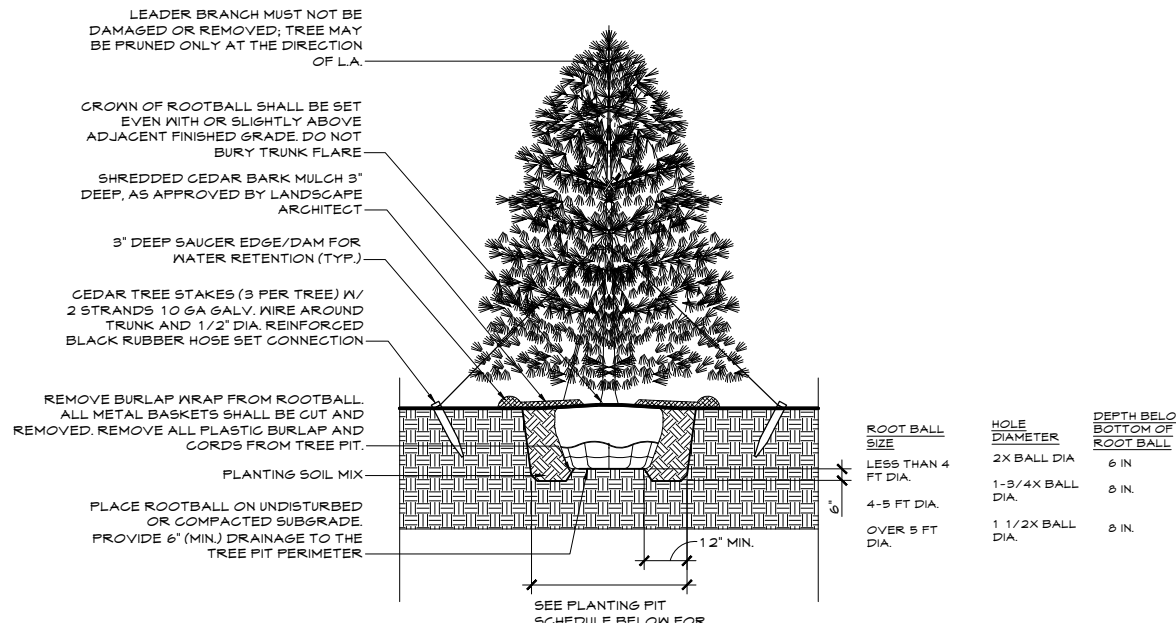 LEADER BRANCH MUST NOT BE
DAMAGED OR REMOVED; TREE MAY
BE PRUNED ONLY AT THE DIRECTION
OF L.A.
CROWN OF ROOTBALL SHALL BE SET
EVEN WITH OR SLIGHTLY ABOVE
ADJACENT FINISHED GRADE. DO NOT
BURY TRUNK FLARE
SHREDDED CEDAR BARK MULCH 3"
DEEP, AS APPROVED BY LANDSCAPE
ARCHITECT
3" DEEP SAUCER EDGE/DAM FOR
WATER RETENTION (TYP.)
CEDAR TREE STAKES (3 PER TREE) W/
2 STRANDS 10 GA GALV. WIRE AROUND
TRUNK AND 1/2" DIA. REINFORCED
BLACK RUBBER HOSE SET CONNECTION
REMOVE BURLAP WRAP FROM ROOTBALL.
ALL METAL BASKETS SHALL BE CUT AND
REMOVED. REMOVE ALL PLASTIC BURLAP AND
CORDS FROM TREE PIT.
PLANTING SOIL MIX
PLACE ROOTBALL ON UNDISTURBED
OR COMPACTED SUBGRADE.
PROVIDE 6" (MIN.) DRAINAGE TO THE
TREE PIT PERIMETER
6"
12" MIN.
SEE PLANTING PIT
SCHEDULE BELOW FOR
ROOT BALL
SIZE
LESS THAN 4
FT DIA.
4-5 FT DIA.
OVER 5 FT
DIA.
HOLE
DIAMETER
2X BALL DIA
1-3/4X BALL
DIA.
1 1/2X BALL
DIA.
DEPTH BELO
BOTTOM OF
ROOT BALL
6 IN
8 IN.
8 IN.